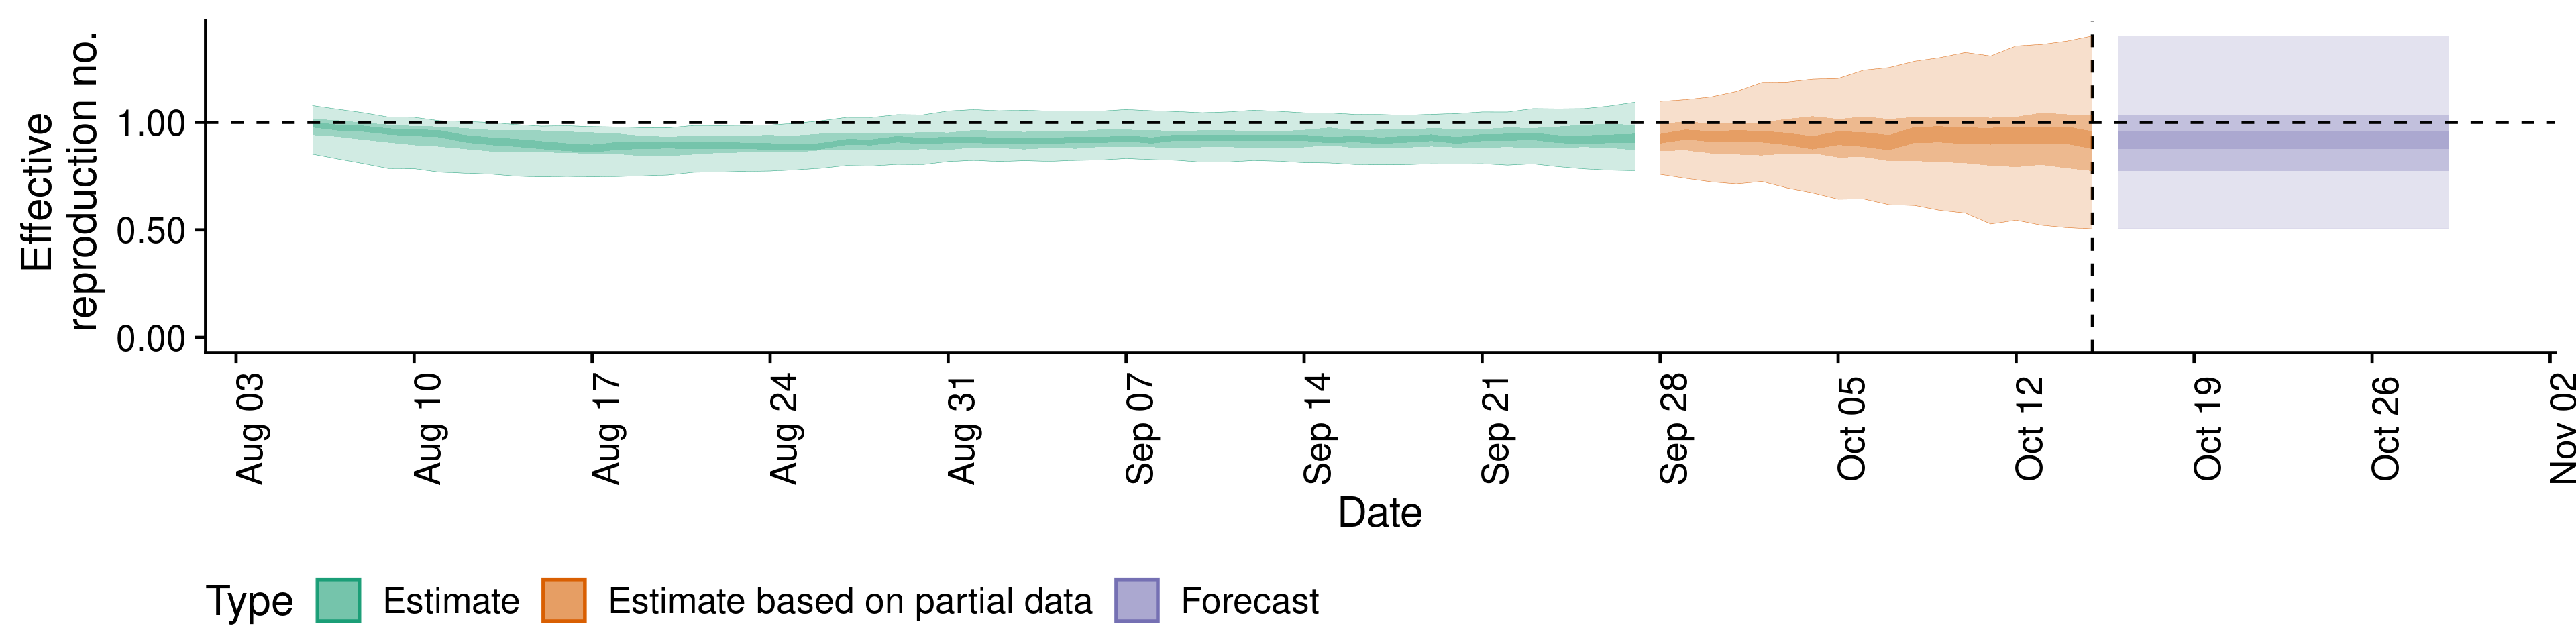 Effective
reproduction no.
1.00
0.50
0.00
Aug 03
Aug 10
Aug 17
Aug 24
Aug 31
Sep 07
Sep 14
Sep 21
Sep 28
Oct 05
Oct 12
Oct 19
Oct 26
Nov 02
Date
Type Estimate Estimate based on partial data Forecast